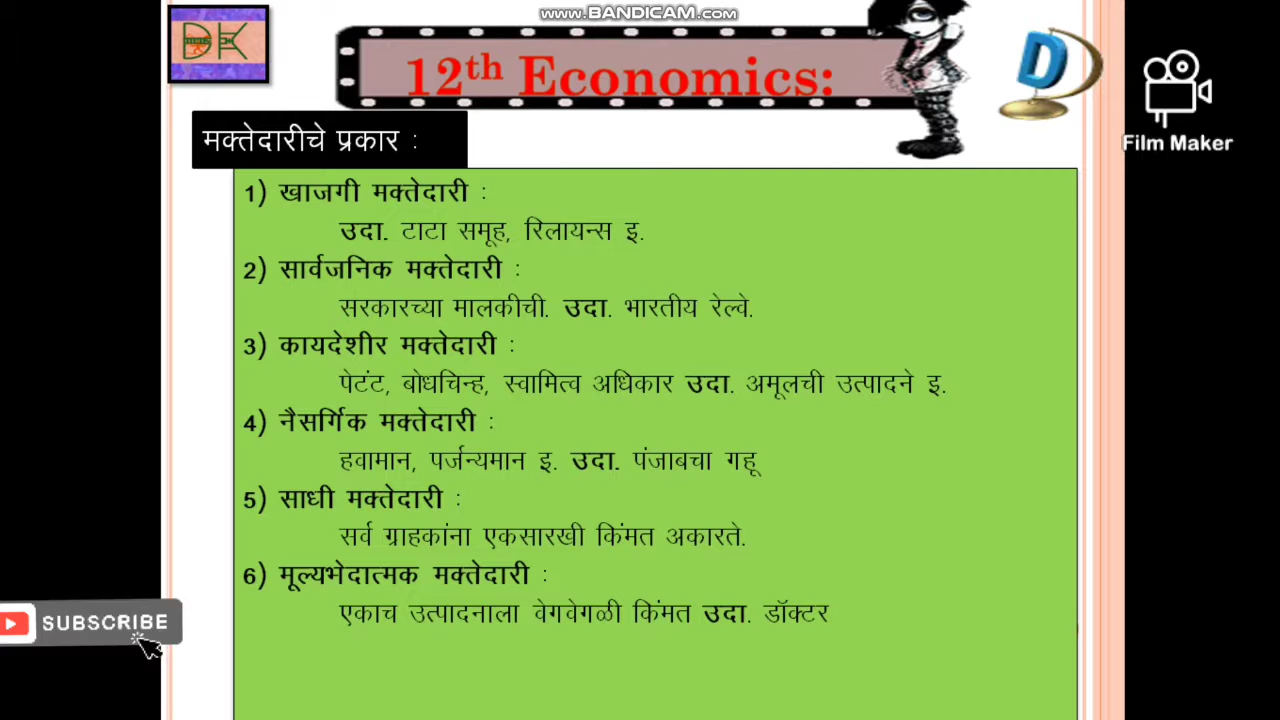 www.BANDICAM.com
DK
12th Economics:
D
Film Maker
मक्तेदारीचे प्रकार :
1) खाजगी मक्तेदारी :
उदा. टाटा समूह, रिलायन्स इ.
2) सार्वजनिक मक्तेदारी :
सरकारच्या मालकीची. उदा. भारतीय रेल्वे.
3) कायदेशीर मक्तेदारी :
पेटंट, बोधचिन्ह, स्वामित्व अधिकार उदा. अमूलची उत्पादने इ.
4) नैसर्गिक मक्तेदारी :
हवामान, पर्जन्यमान इ. उदा. पंजाबचा गहू
5) साधी मक्तेदारी :
सर्व ग्राहकांना एकसारखी किंमत अकारते.
6) मूल्यभेदात्मक मक्तेदारी :
एकाच उत्पादनाला वेगवेगळी किंमत उदा. डॉक्टर
SUBSCRIBE